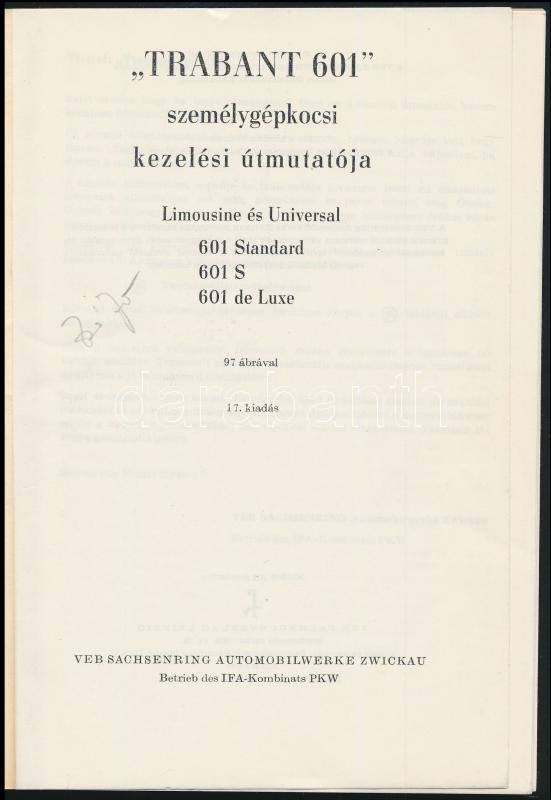 „TRABANT 601”
személygépkocsi
kezelési útmutatója
Limousine és Universal
601 Standard
601 S
601 de Luxe
97 ábrával
darabanth
17. kiadás
VEB SACHSENRING AUTOMOBILWERKE ZWICKAU
Betrieb des IFA-Kombinats PKW